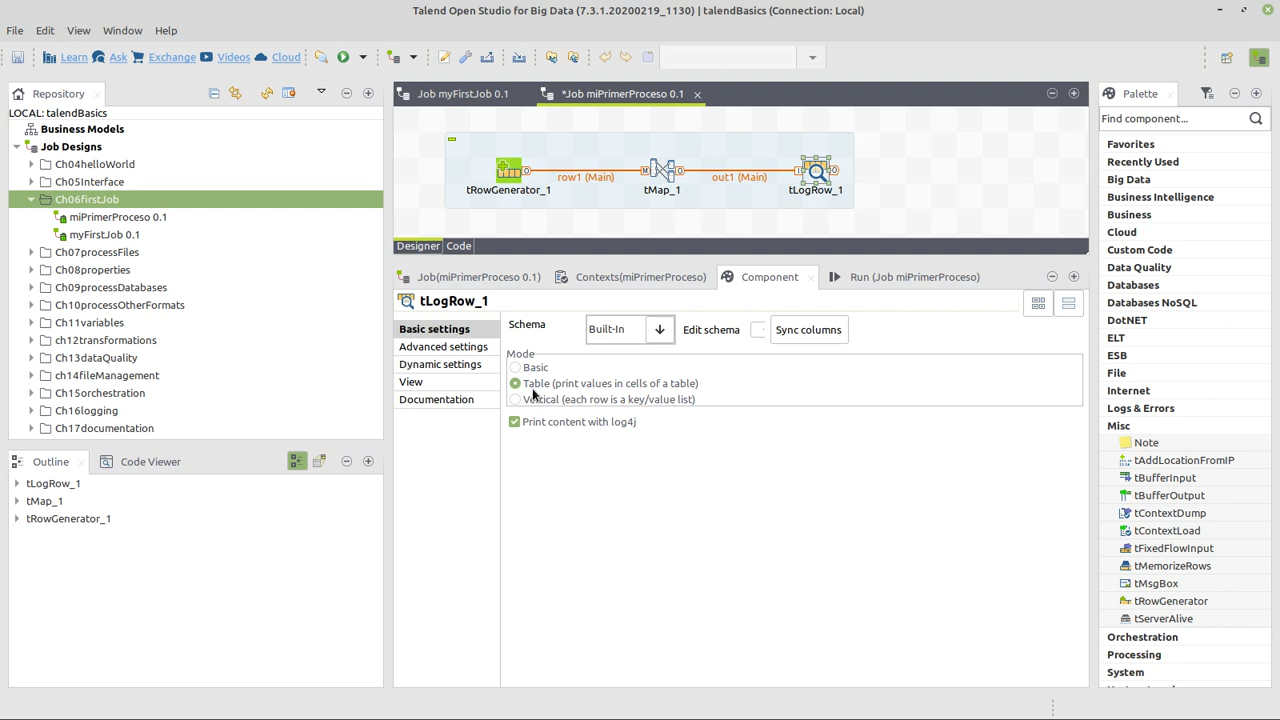 Talend Open Studio for Big Data (7.3.1.20200219_1130) | talendBasics (Connection: Local)
File Edit View Window Help
Learn Ask Exchange Videos Cloud
Repository
LOCAL: talendBasics
Business Models
Job Designs
Ch04helloWorld
Ch05Interface
Ch06firstJob
miPrimerProceso 0.1
myFirstJob 0.1
Ch07processFiles
Ch08properties
Ch09processDatabases
Ch10processOtherFormats
Ch11variables
ch12transformations
Ch13dataQuality
ch14fileManagement
Ch15orchestration
Ch16logging
Ch17documentation
Outline Code Viewer
tLogRow_1
tMap_1
tRowGenerator_1
Job myFirstJob 0.1 *Job miPrimerProceso 0.1
row1 (Main) out1 (Main)
tRowGenerator_1 tMap_1 tLogRow_1
Designer Code
Job(miPrimerProceso 0.1) Contexts(miPrimerProceso) Component Run (Job miPrimerProceso)
tLogRow_1
Basic settings
Advanced settings
Dynamic settings
View
Documentation
Schema Built-In Edit schema Sync columns
Mode
Basic
Table (print values in cells of a table)
Vertical (each row is a key/value list)
Print content with log4j
Palette
Find component...
Favorites
Recently Used
Big Data
Business Intelligence
Business
Cloud
Custom Code
Data Quality
Databases
Databases NoSQL
DotNET
ELT
ESB
File
Internet
Logs & Errors
Misc
Note
tAddLocationFromIP
tBufferInput
tBufferOutput
tContextDump
tContextLoad
tFixedFlowInput
tMemorizeRows
tMsgBox
tRowGenerator
tServerAlive
Orchestration
Processing
System